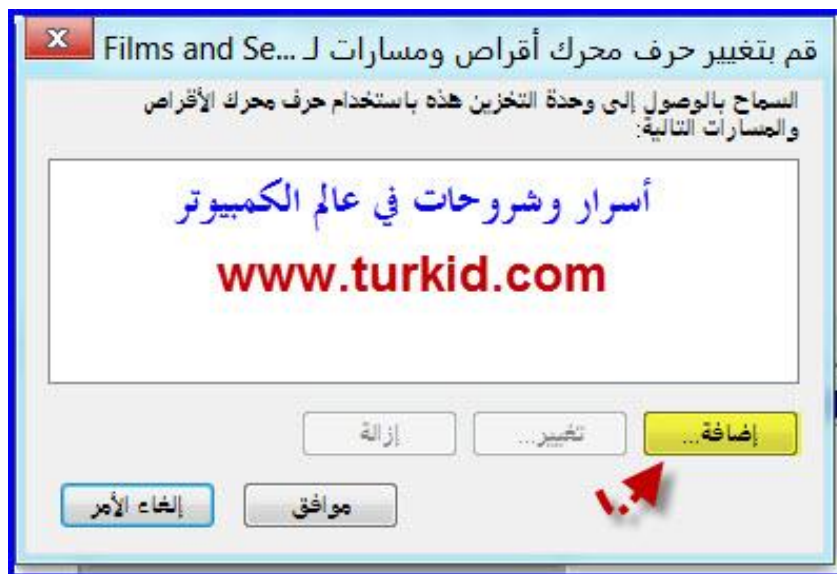 قم بتغيير حرف محرك أقراص ومسارات لـ ...Films and Se
السماح بالوصول إلى وحدة التخزين هذه باستخدام حرف محرك الأقراص
والمسارات التالية:
أسرار وشروحات في عالم الكمبيوتر
www.turkid.com
إضافة... تغيير... إزالة
١٠
موافق إلغاء الأمر